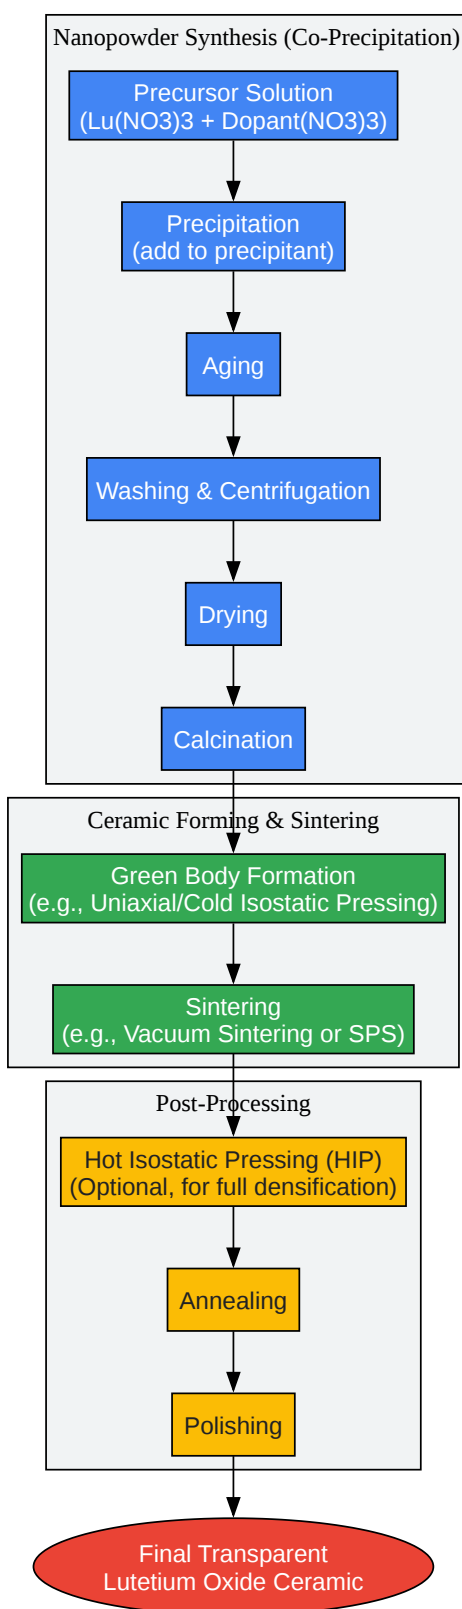 Nanopowder Synthesis (Co-Precipitation)
Precursor Solution
(Lu(NO3)3 + Dopant(NO3)3)
Precipitation
(add to precipitant)
Aging
Washing & Centrifugation
Drying
Calcination
Ceramic Forming & Sintering
Green Body Formation
(e.g., Uniaxial/Cold Isostatic Pressing)
Sintering
(e.g., Vacuum Sintering or SPS)
Post-Processing
Hot Isostatic Pressing (HIP)
(Optional, for full densification)
Annealing
Polishing
Final Transparent
Lutetium Oxide Ceramic